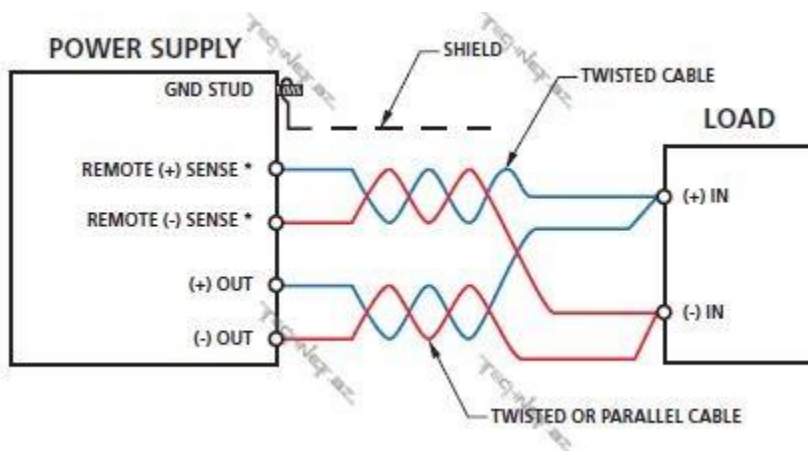 POWER SUPPLY
SHIELD
GND STUD
TWISTED CABLE
LOAD
REMOTE (+) SENSE *
(+) IN
REMOTE (-) SENSE *
(+) OUT
(-) IN
(-) OUT
TWISTED OR PARALLEL CABLE